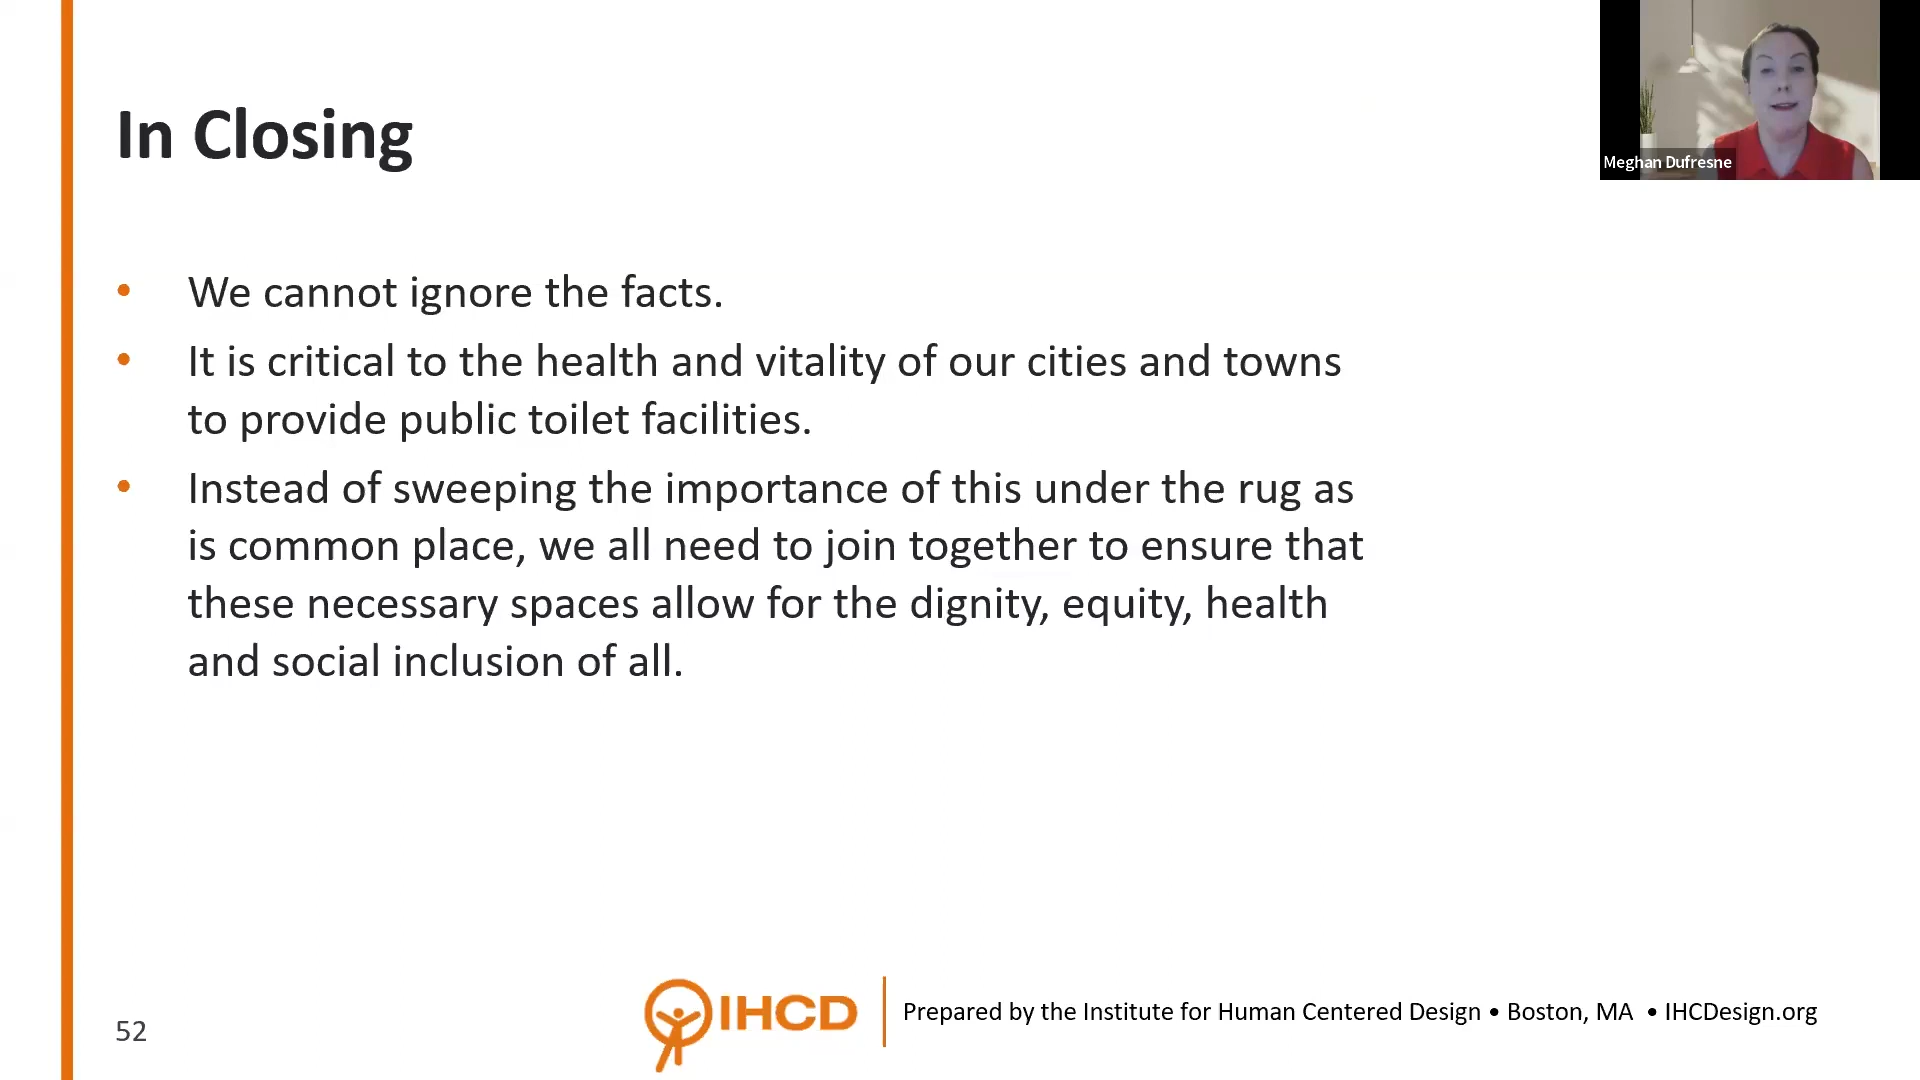 In Closing
Meghan Dufresne
• We cannot ignore the facts.
• It is critical to the health and vitality of our cities and towns
to provide public toilet facilities.
• Instead of sweeping the importance of this under the rug as
is common place, we all need to join together to ensure that
these necessary spaces allow for the dignity, equity, health
and social inclusion of all.
52
IHCD
Prepared by the Institute for Human Centered Design • Boston, MA • IHCDesign.org